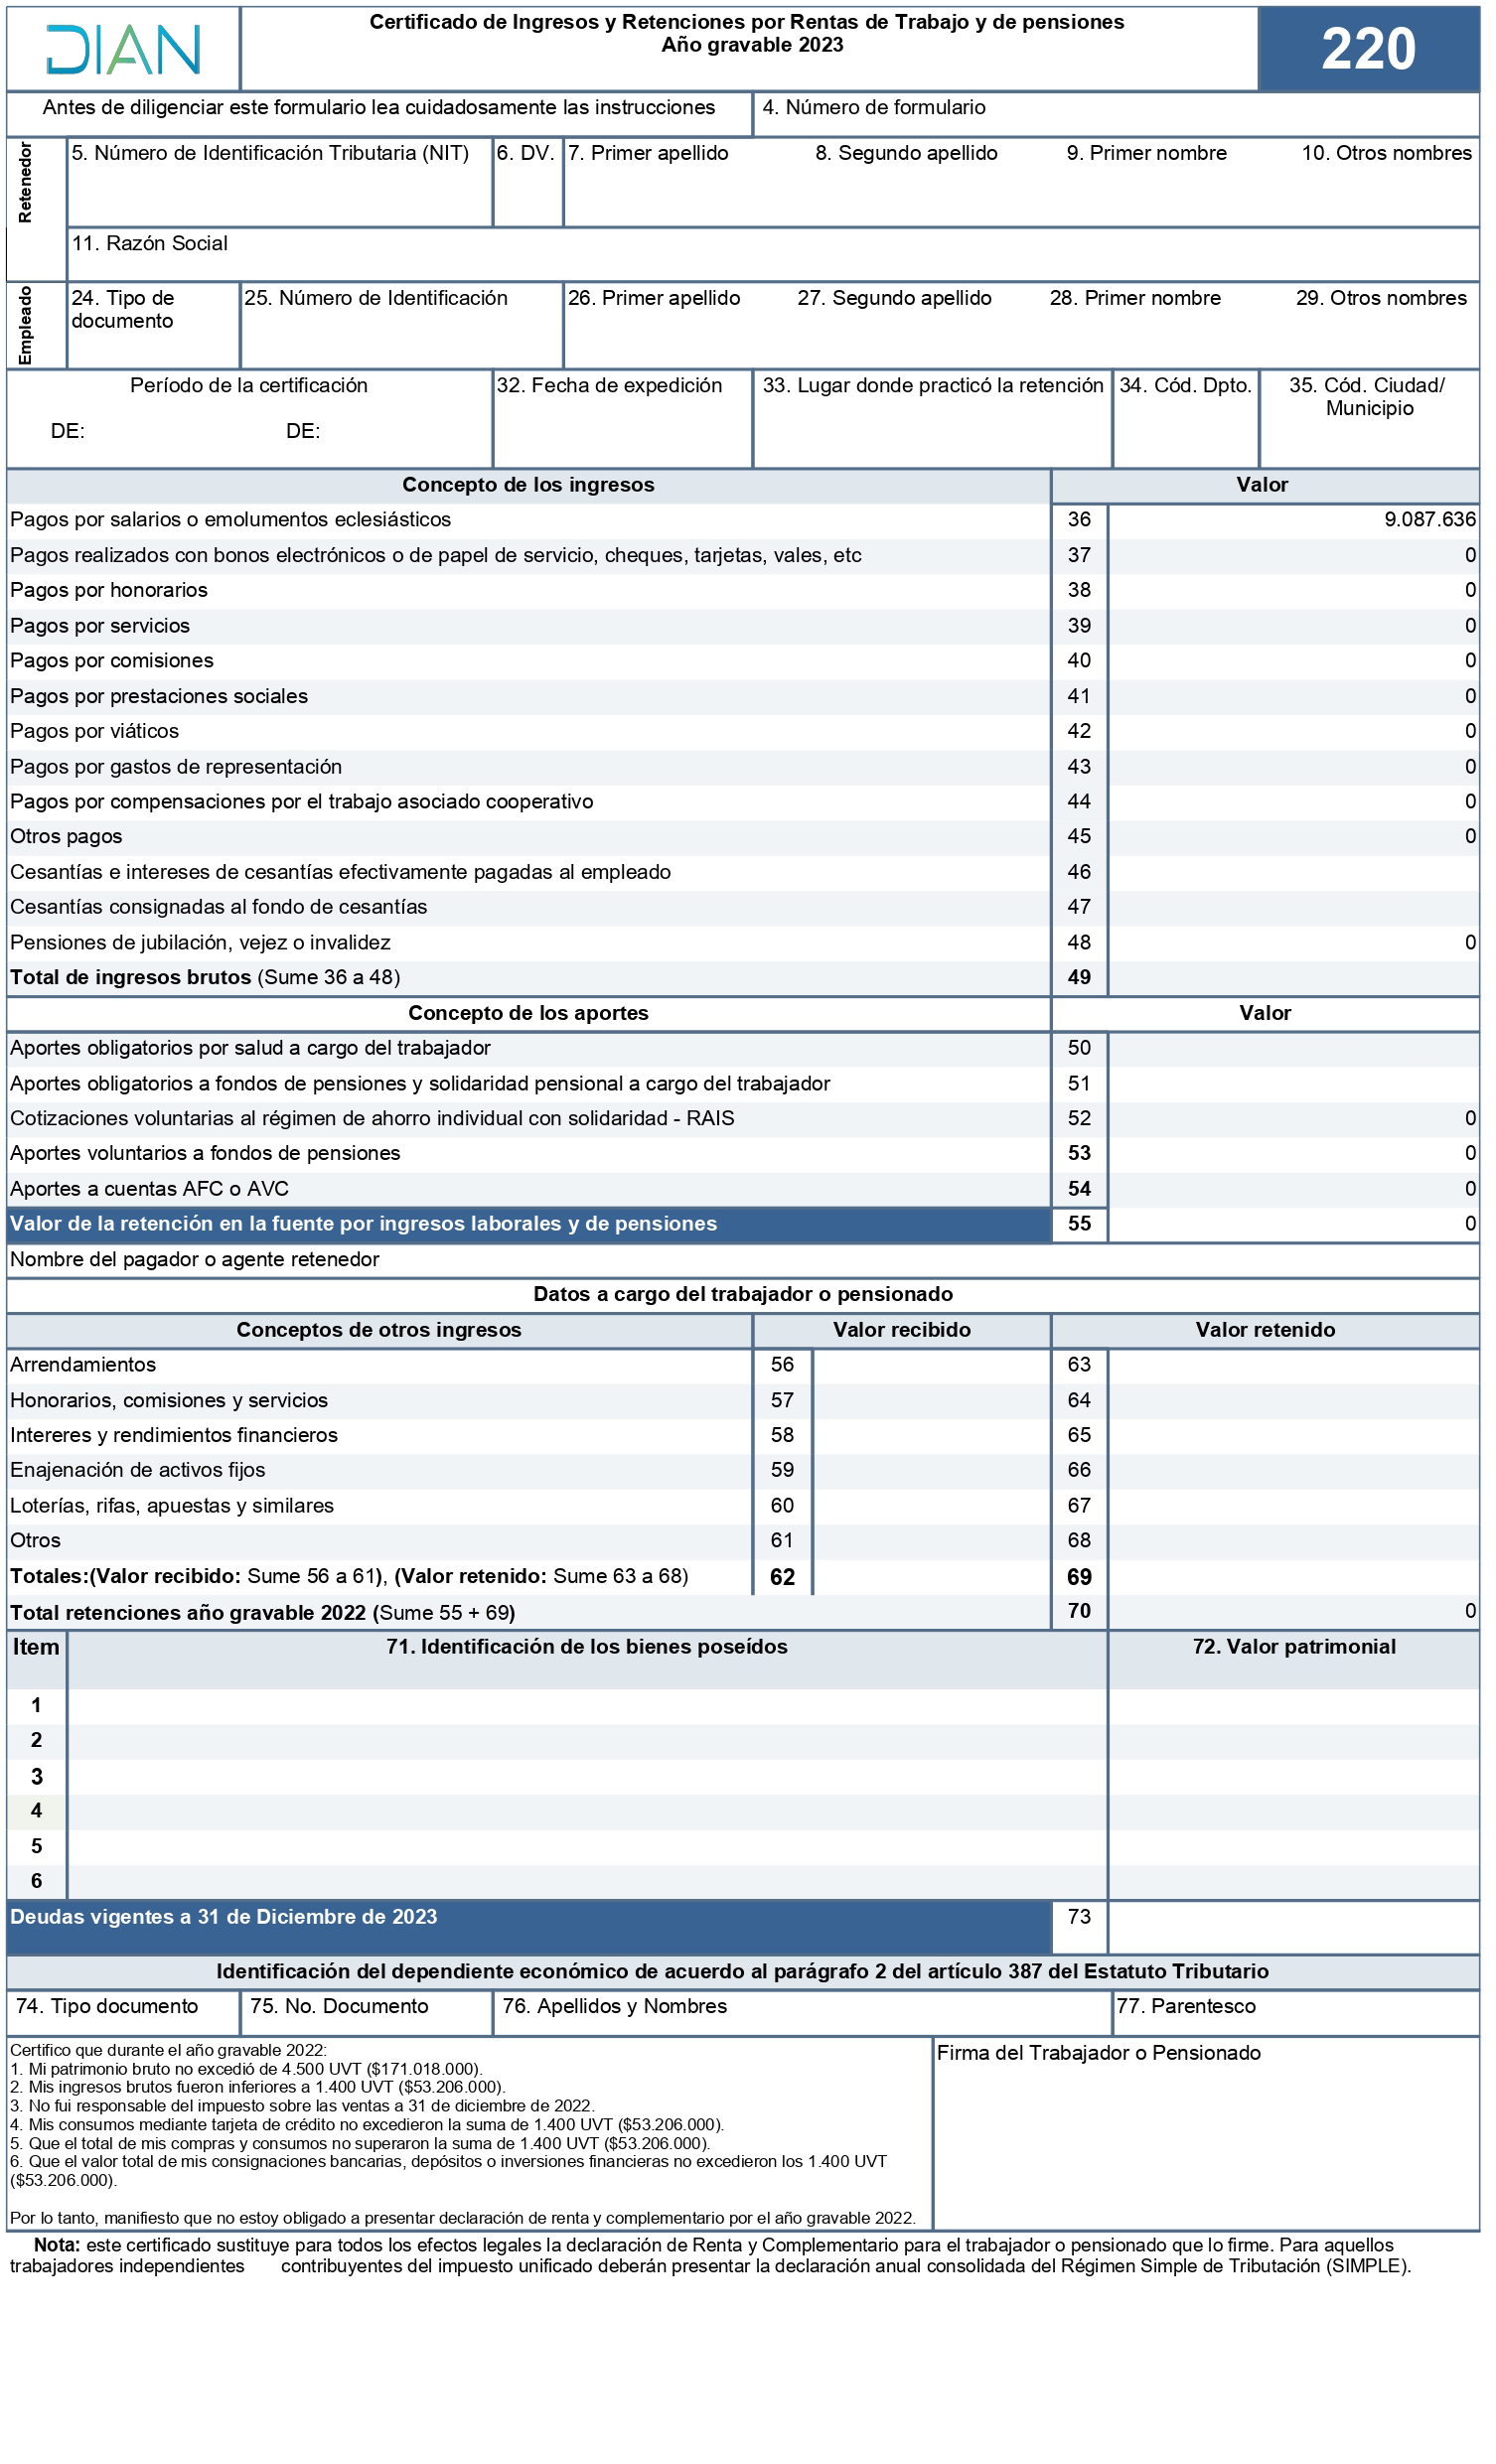 DIAN
Certificado de Ingresos y Retenciones por Rentas de Trabajo y de pensiones
Año gravable 2023
220
Antes de diligenciar este formulario lea cuidadosamente las instrucciones
4. Número de formulario
Retenedor
5. Número de Identificación Tributaria (NIT)
6. DV.
7. Primer apellido
8. Segundo apellido
9. Primer nombre
10. Otros nombres
11. Razón Social
Empleado
24. Tipo de
documento
25. Número de Identificación
26. Primer apellido
27. Segundo apellido
28. Primer nombre
29. Otros nombres
Período de la certificación
DE: DE:
32. Fecha de expedición
33. Lugar donde practicó la retención
34. Cód. Dpto.
35. Cód. Ciudad/
Municipio
Concepto de los ingresos Valor
Pagos por salarios o emolumentos eclesiásticos 36 9.087.636
Pagos realizados con bonos electrónicos o de papel de servicio, cheques, tarjetas, vales, etc 37 0
Pagos por honorarios 38 0
Pagos por servicios 39 0
Pagos por comisiones 40 0
Pagos por prestaciones sociales 41 0
Pagos por viáticos 42 0
Pagos por gastos de representación 43 0
Pagos por compensaciones por el trabajo asociado cooperativo 44 0
Otros pagos 45 0
Cesantías e intereses de cesantías efectivamente pagadas al empleado 46
Cesantías consignadas al fondo de cesantías 47
Pensiones de jubilación, vejez o invalidez 48 0
Total de ingresos brutos (Sume 36 a 48) 49
Concepto de los aportes Valor
Aportes obligatorios por salud a cargo del trabajador 50
Aportes obligatorios a fondos de pensiones y solidaridad pensional a cargo del trabajador 51
Cotizaciones voluntarias al régimen de ahorro individual con solidaridad - RAIS 52 0
Aportes voluntarios a fondos de pensiones 53 0
Aportes a cuentas AFC o AVC 54 0
Valor de la retención en la fuente por ingresos laborales y de pensiones 55 0
Nombre del pagador o agente retenedor
Datos a cargo del trabajador o pensionado
Conceptos de otros ingresos Valor recibido Valor retenido
Arrendamientos 56 63
Honorarios, comisiones y servicios 57 64
Intereres y rendimientos financieros 58 65
Enajenación de activos fijos 59 66
Loterías, rifas, apuestas y similares 60 67
Otros 61 68
Totales:(Valor recibido: Sume 56 a 61), (Valor retenido: Sume 63 a 68) 62 69
Total retenciones año gravable 2022 (Sume 55 + 69) 70 0
Item 71. Identificación de los bienes poseídos 72. Valor patrimonial
1
2
3
4
5
6
Deudas vigentes a 31 de Diciembre de 2023 73
Identificación del dependiente económico de acuerdo al parágrafo 2 del artículo 387 del Estatuto Tributario
74. Tipo documento 75. No. Documento 76. Apellidos y Nombres 77. Parentesco
Certifico que durante el año gravable 2022:
1. Mi patrimonio bruto no excedió de 4.500 UVT ($171.018.000).
2. Mis ingresos brutos fueron inferiores a 1.400 UVT ($53.206.000).
3. No fui responsable del impuesto sobre las ventas a 31 de diciembre de 2022.
4. Mis consumos mediante tarjeta de crédito no excedieron la suma de 1.400 UVT ($53.206.000).
5. Que el total de mis compras y consumos no superaron la suma de 1.400 UVT ($53.206.000).
6. Que el valor total de mis consignaciones bancarias, depósitos o inversiones financieras no excedieron los 1.400 UVT
($53.206.000).
Por lo tanto, manifiesto que no estoy obligado a presentar declaración de renta y complementario por el año gravable 2022.
Firma del Trabajador o Pensionado
Nota: este certificado sustituye para todos los efectos legales la declaración de Renta y Complementario para el trabajador o pensionado que lo firme. Para aquellos
trabajadores independientes contribuyentes del impuesto unificado deberán presentar la declaración anual consolidada del Régimen Simple de Tributación (SIMPLE).